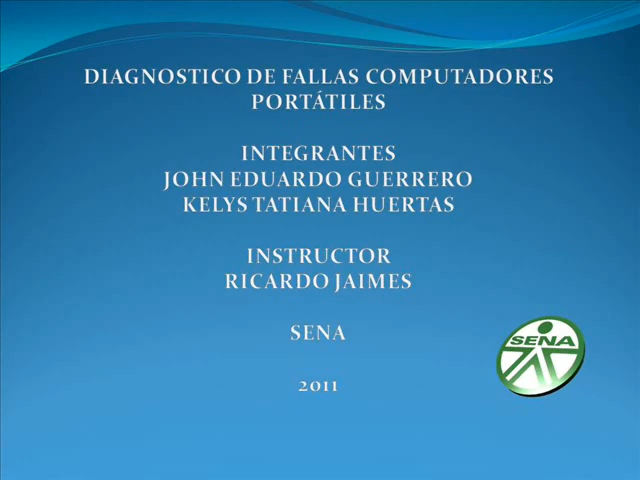 DIAGNOSTICO DE FALLAS COMPUTADORES
PORTÁTILES
INTEGRANTES
JOHN EDUARDO GUERRERO
KELYS TATIANA HUERTAS
INSTRUCTOR
RICARDO JAIMES
SENA
SENA
2011